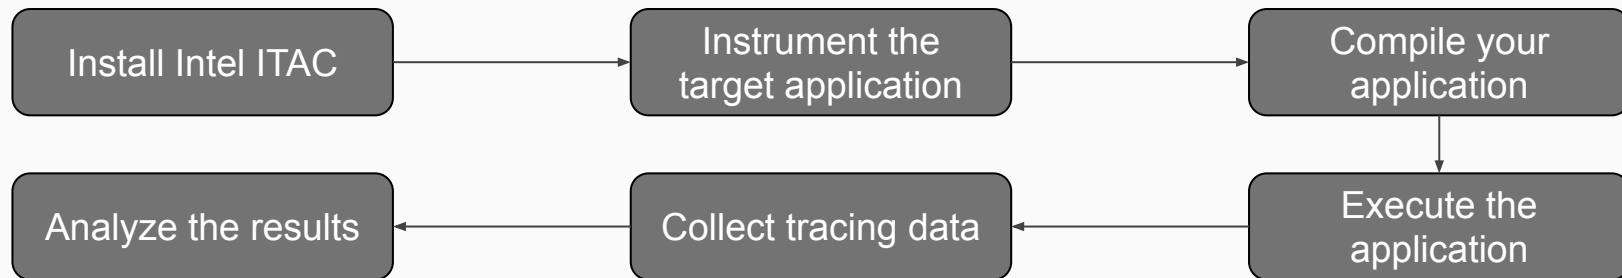 Install Intel ITAC
Instrument the
target application
Compile your
application
Execute the
application
Collect tracing data
Analyze the results